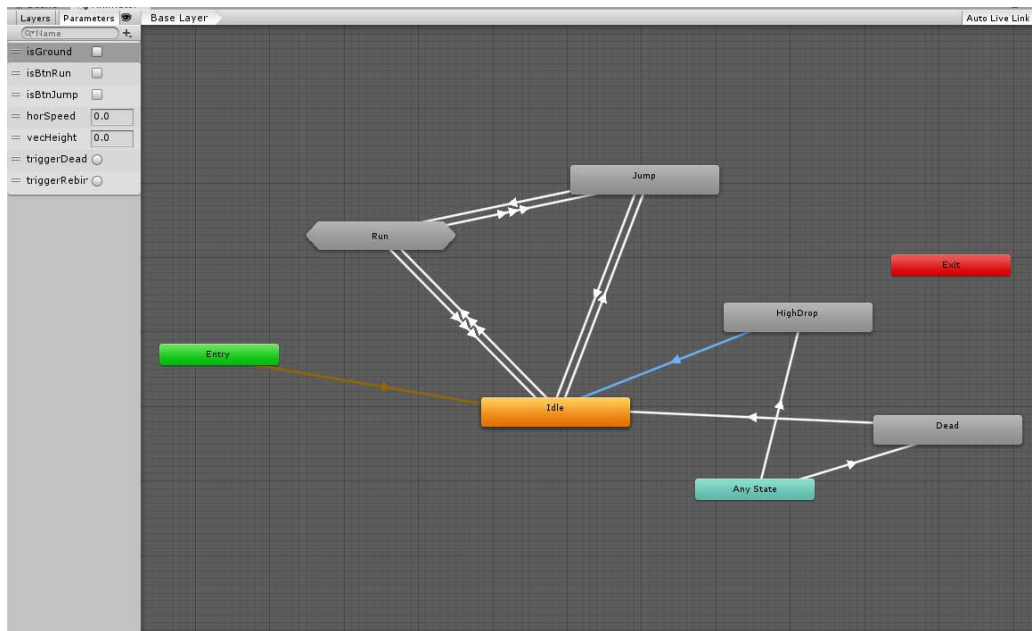 Layers Parameters
Base Layer
Auto Live Link
Name
isGround
isBtnRun
isBtnJump
horSpeed 0.0
vecHeight 0.0
triggerDead
triggerRebir
Jump
Run
Exit
HighDrop
Entry
Idle
Dead
Any State